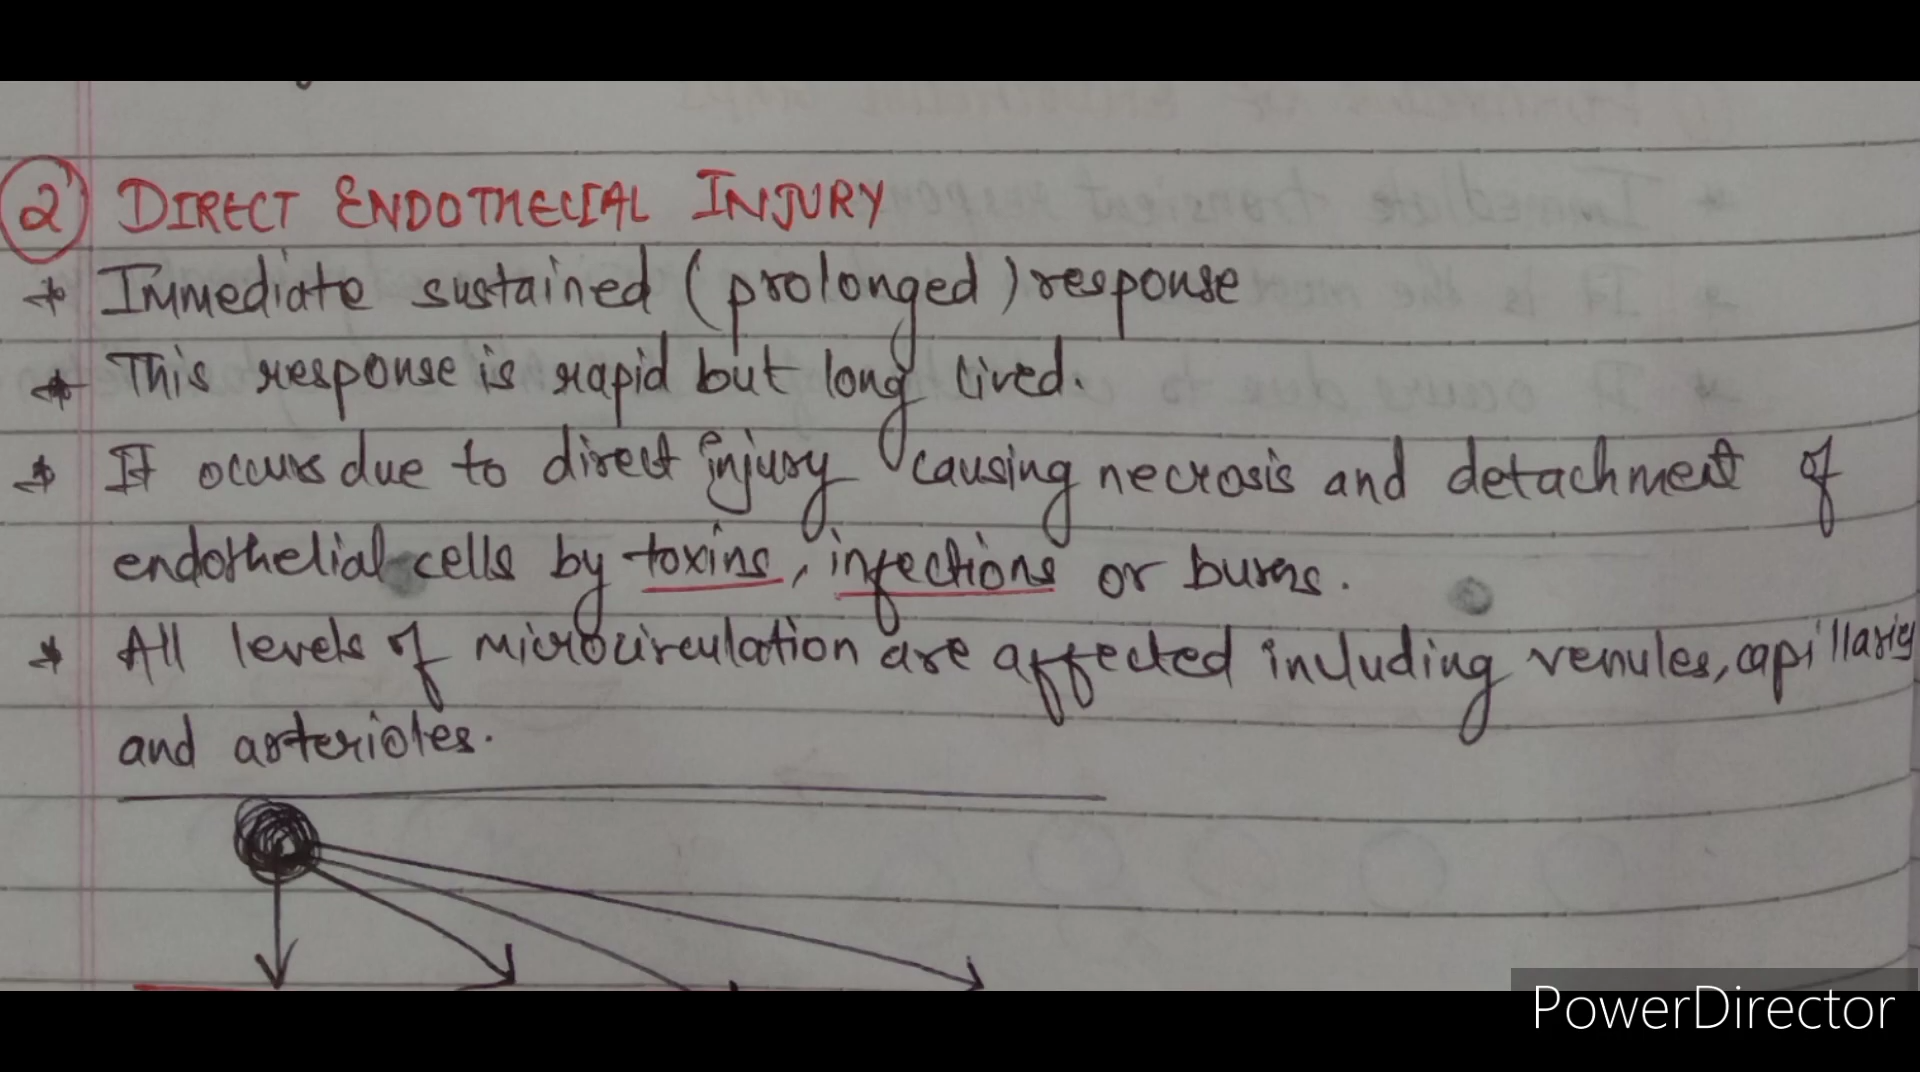 2 DIRECT ENDOTHELIAL INJURY
* Immediate sustained (prolonged) response
* This response is rapid but long lived.
* It occurs due to direct injury causing necrosis and detachment of
endothelial cells by toxins, infections or burns.
* All levels of microcirculation are affected including venules, capillaries
and arterioles.
PowerDirector